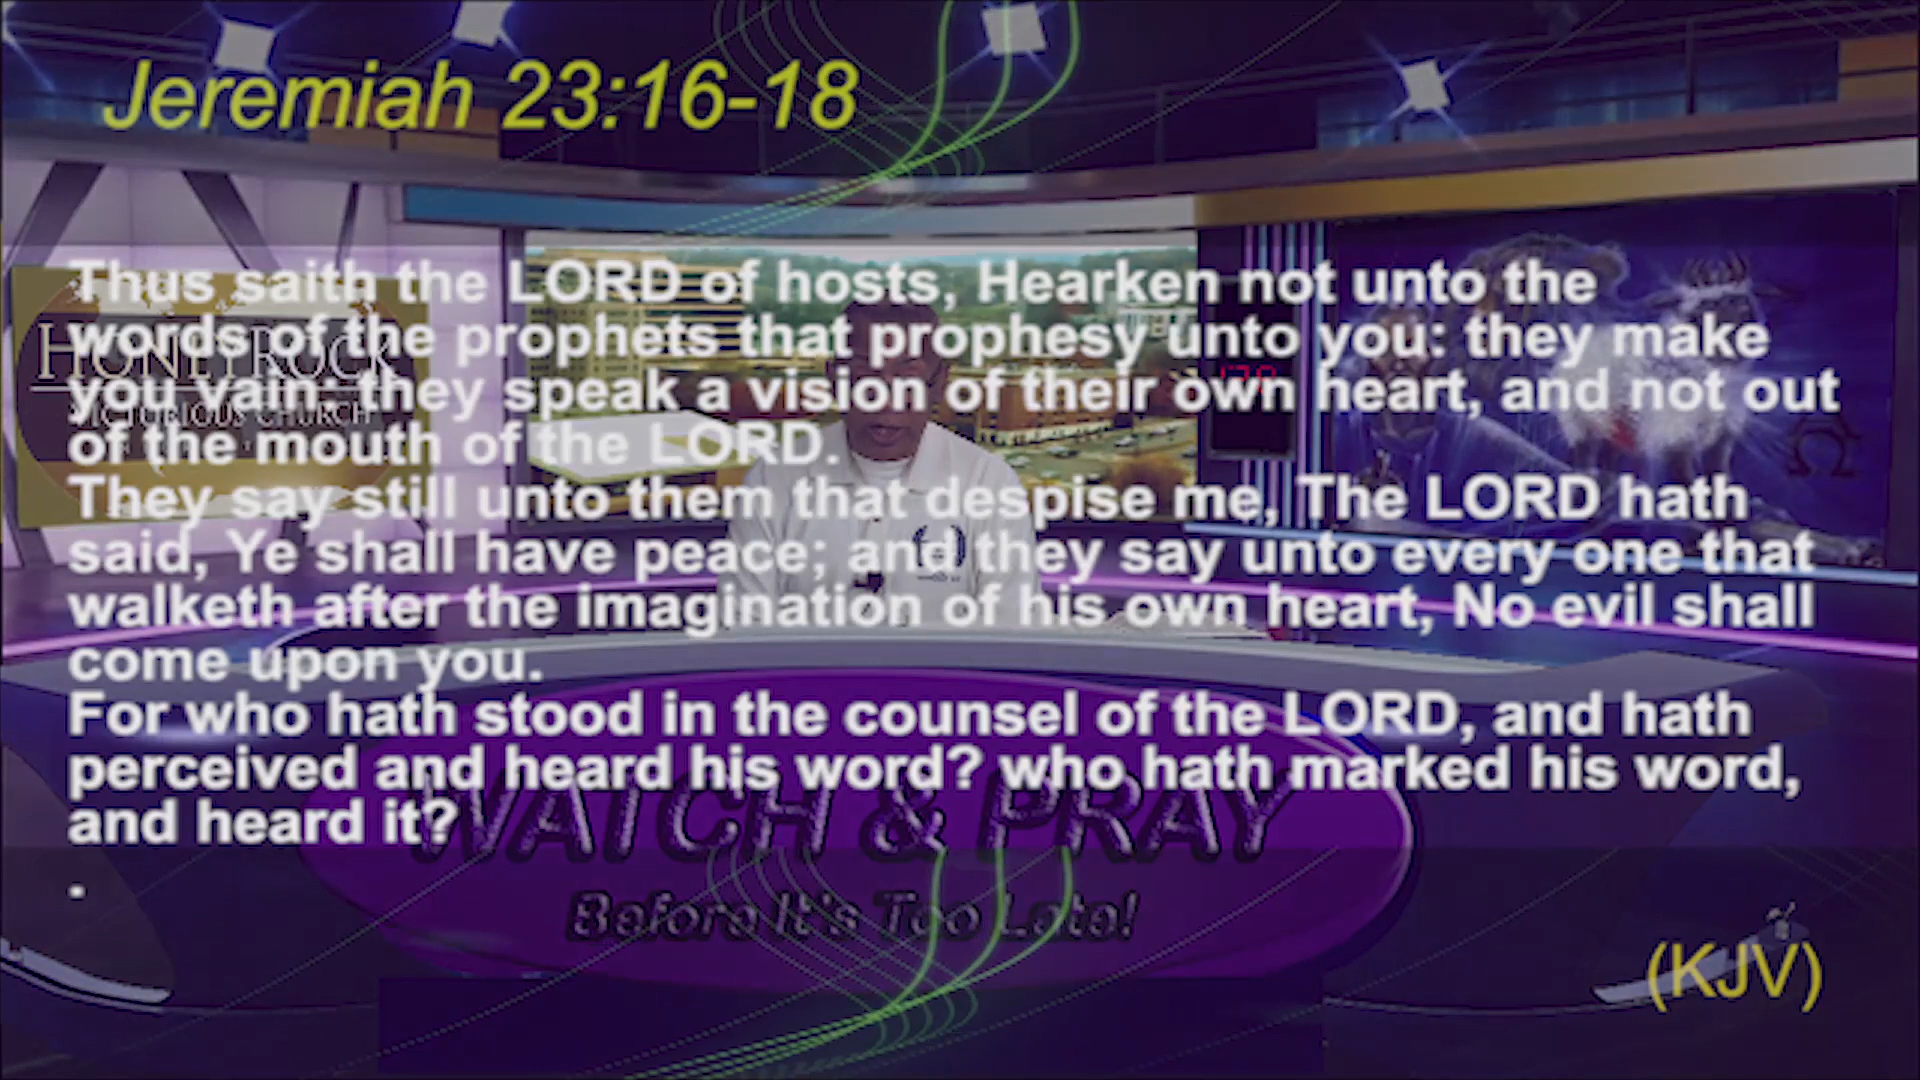 Jeremiah 23:16-18
Thus saith the LORD of hosts, Hearken not unto the
words of the prophets that prophesy unto you: they make
you vain: they speak a vision of their own heart, and not out
of the mouth of the LORD.
They say still unto them that despise me, The LORD hath
said, Ye shall have peace; and they say unto every one that
walketh after the imagination of his own heart, No evil shall
come upon you.
For who hath stood in the counsel of the LORD, and hath
perceived and heard his word? who hath marked his word,
and heard it?
.
HONEYROCK
VICTORIOUS CHURCH
WATCH & PRAY
Before It's Too Late!
(KJV)